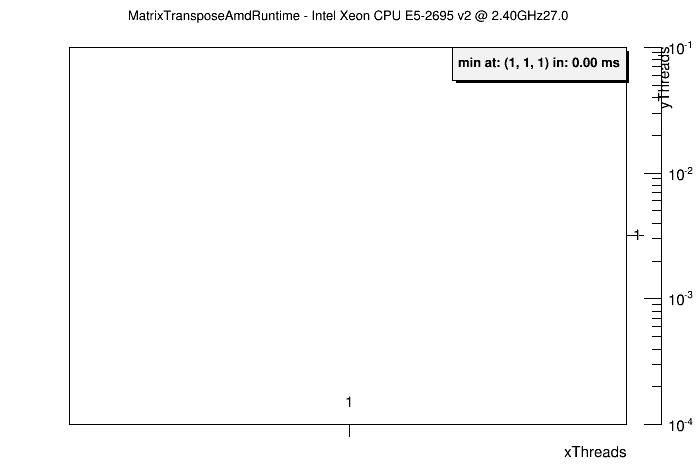 MatrixTransposeAmdRuntime - Intel Xeon CPU E5-2695 v2 @ 2.40GHz27.0
min at: (1, 1, 1) in: 0.00 ms
10⁻¹
yThreads
10⁻²
1
10⁻³
1
10⁻⁴
xThreads